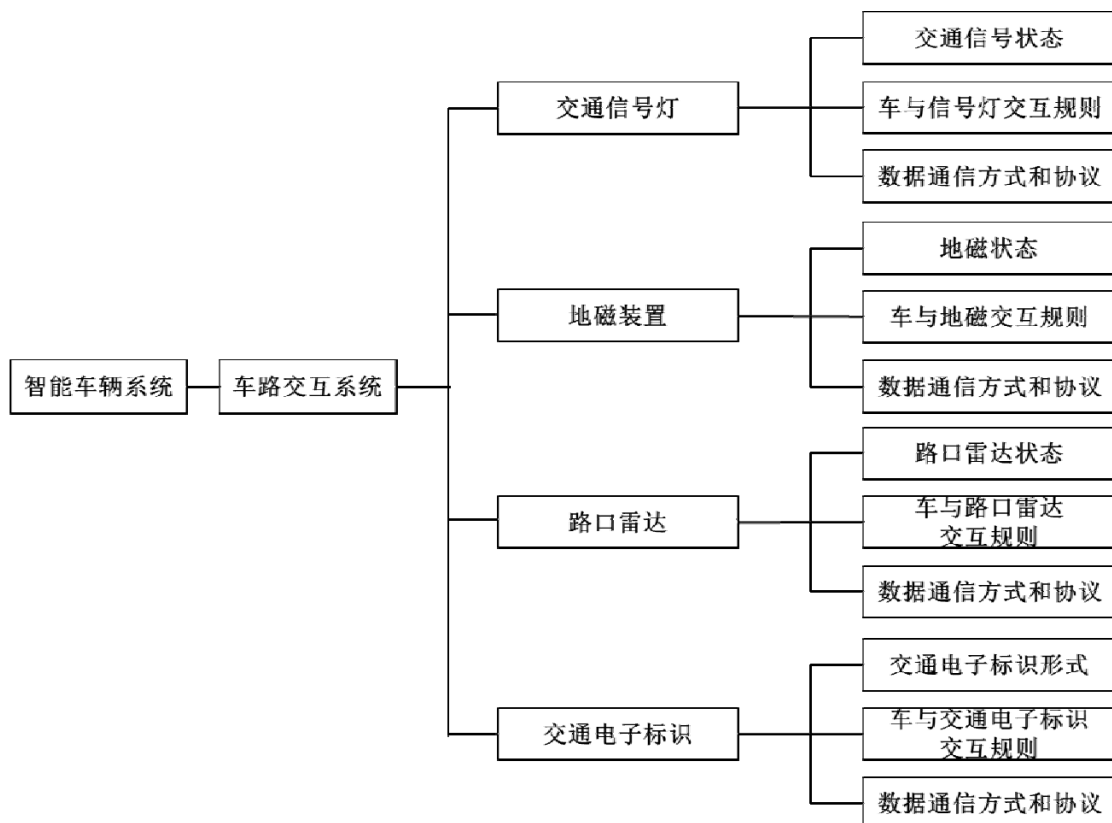 智能车辆系统
车路交互系统
交通信号灯
交通信号状态
车与信号灯交互规则
数据通信方式和协议
地磁装置
地磁状态
车与地磁交互规则
数据通信方式和协议
路口雷达
路口雷达状态
车与路口雷达
交互规则
数据通信方式和协议
交通电子标识
交通电子标识形式
车与交通电子标识
交互规则
数据通信方式和协议